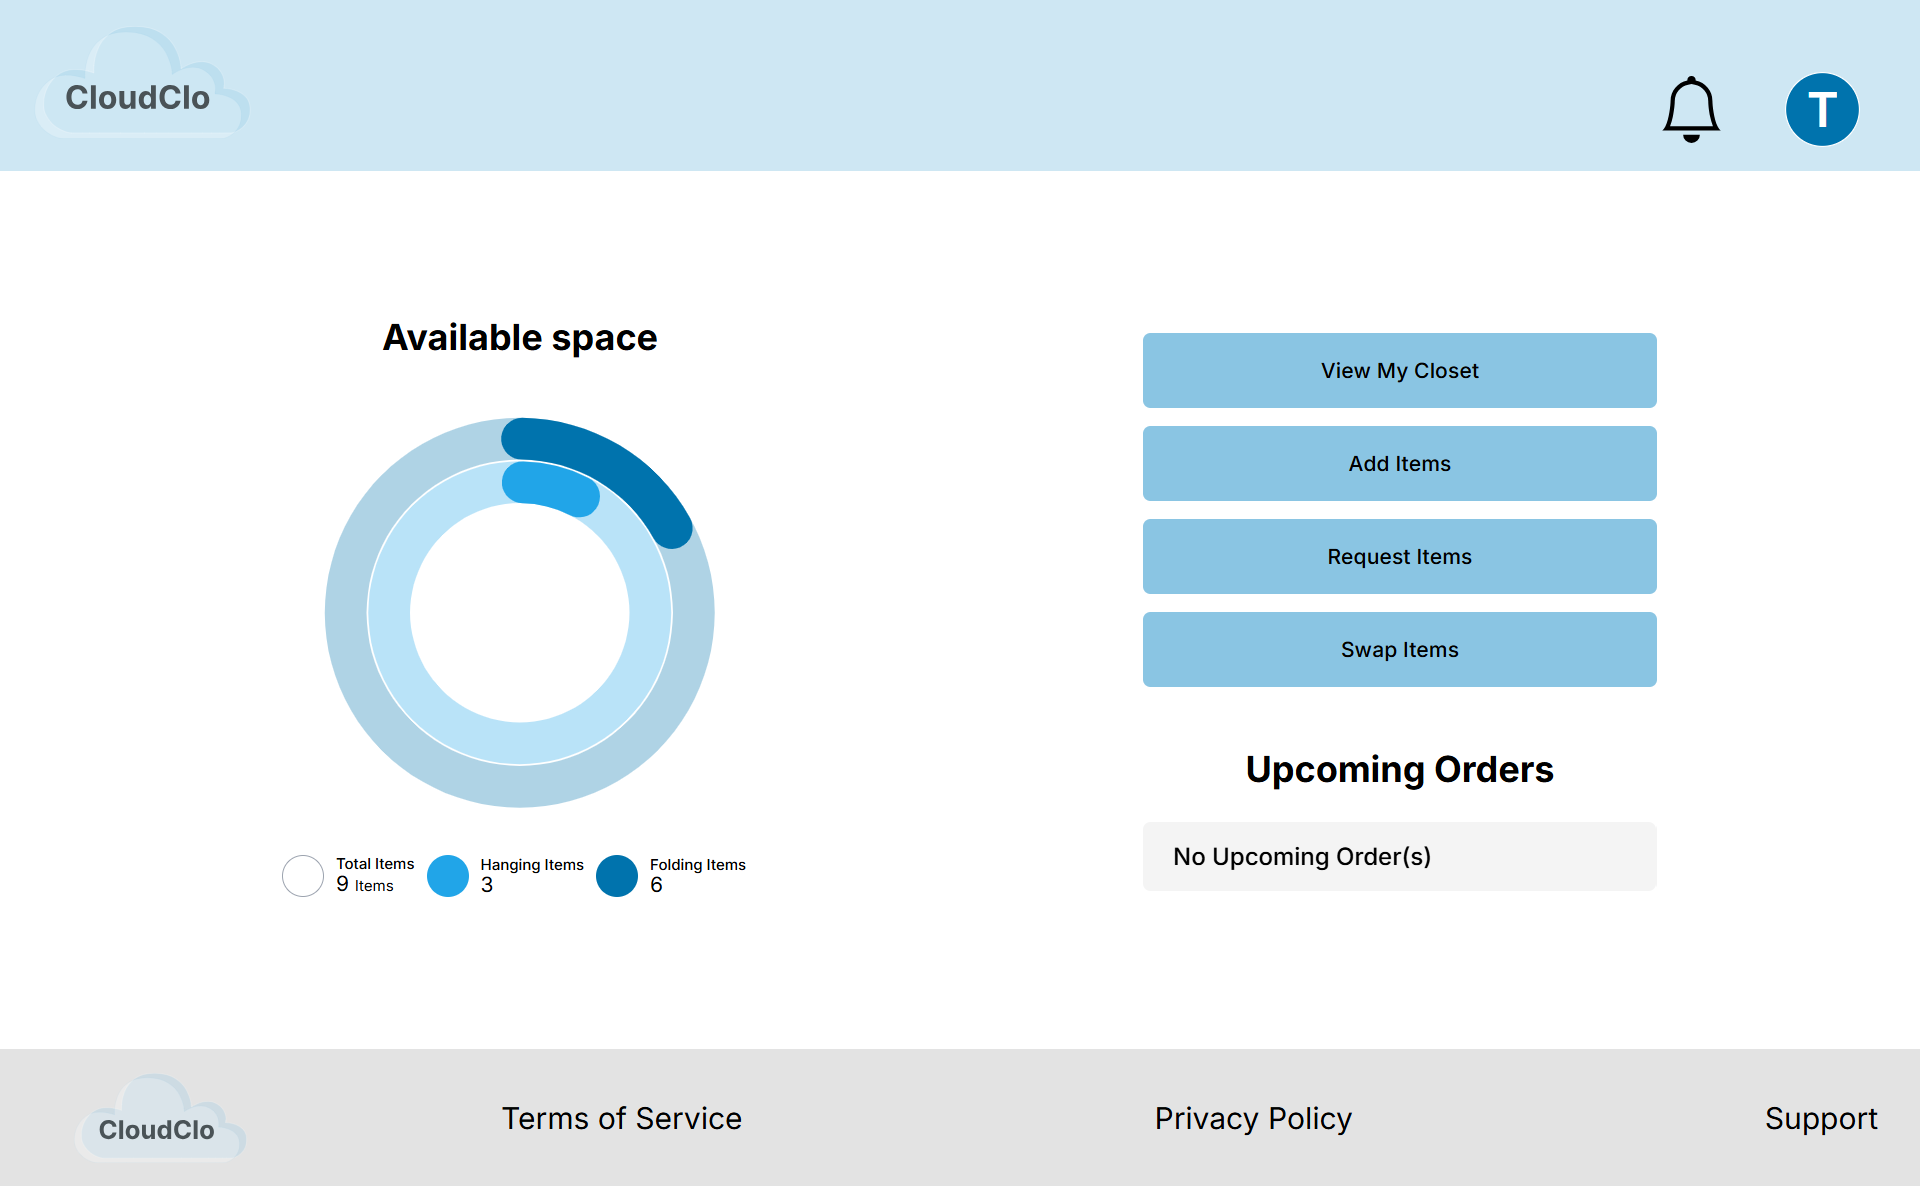 CloudClo
T
Available space
Total Items
9 Items
Hanging Items
3
Folding Items
6
View My Closet
Add Items
Request Items
Swap Items
Upcoming Orders
No Upcoming Order(s)
CloudClo
Terms of Service
Privacy Policy
Support